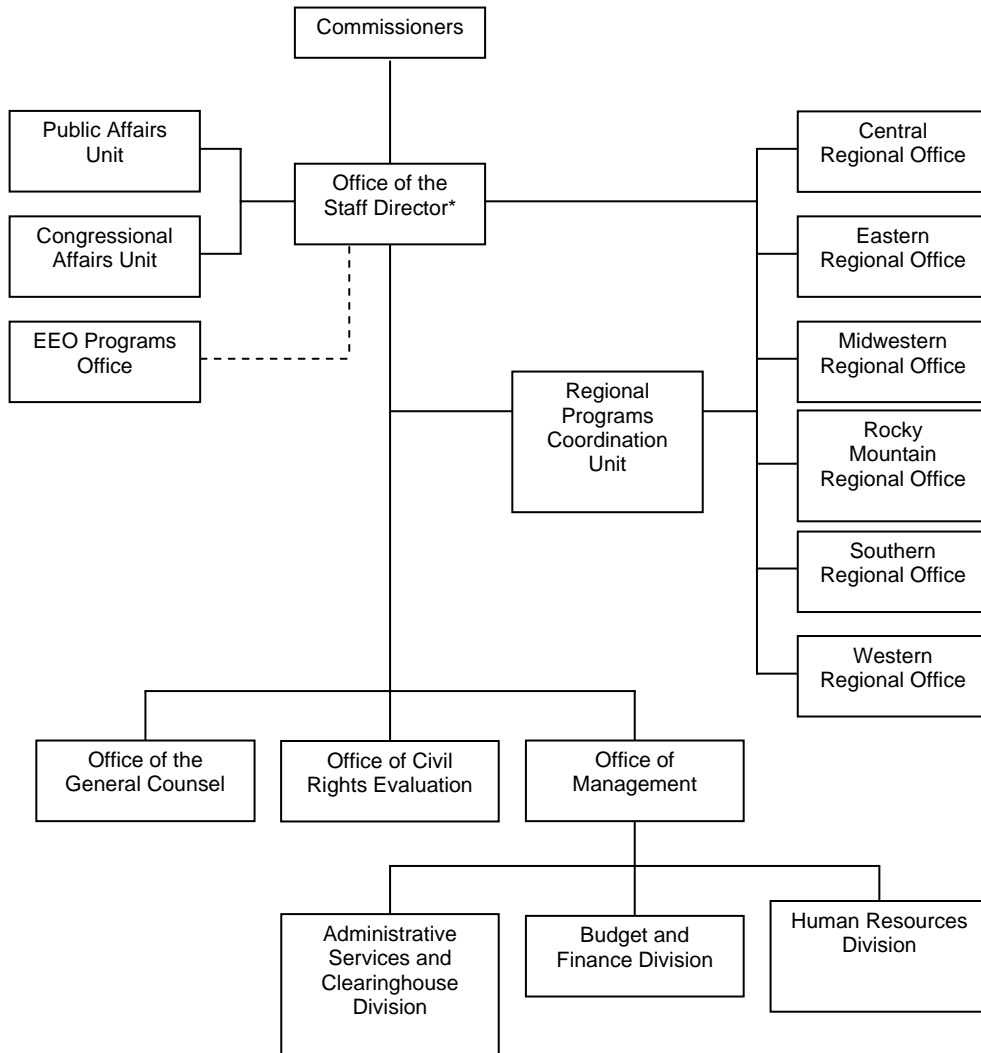 Commissioners
Public Affairs
Unit
Office of the
Staff Director*
Central
Regional Office
Congressional
Affairs Unit
Eastern
Regional Office
EEO Programs
Office
Midwestern
Regional Office
Regional
Programs
Coordination
Unit
Rocky
Mountain
Regional Office
Southern
Regional Office
Western
Regional Office
Office of the
General Counsel
Office of Civil
Rights Evaluation
Office of
Management
Administrative
Services and
Clearinghouse
Division
Budget and
Finance Division
Human Resources
Division